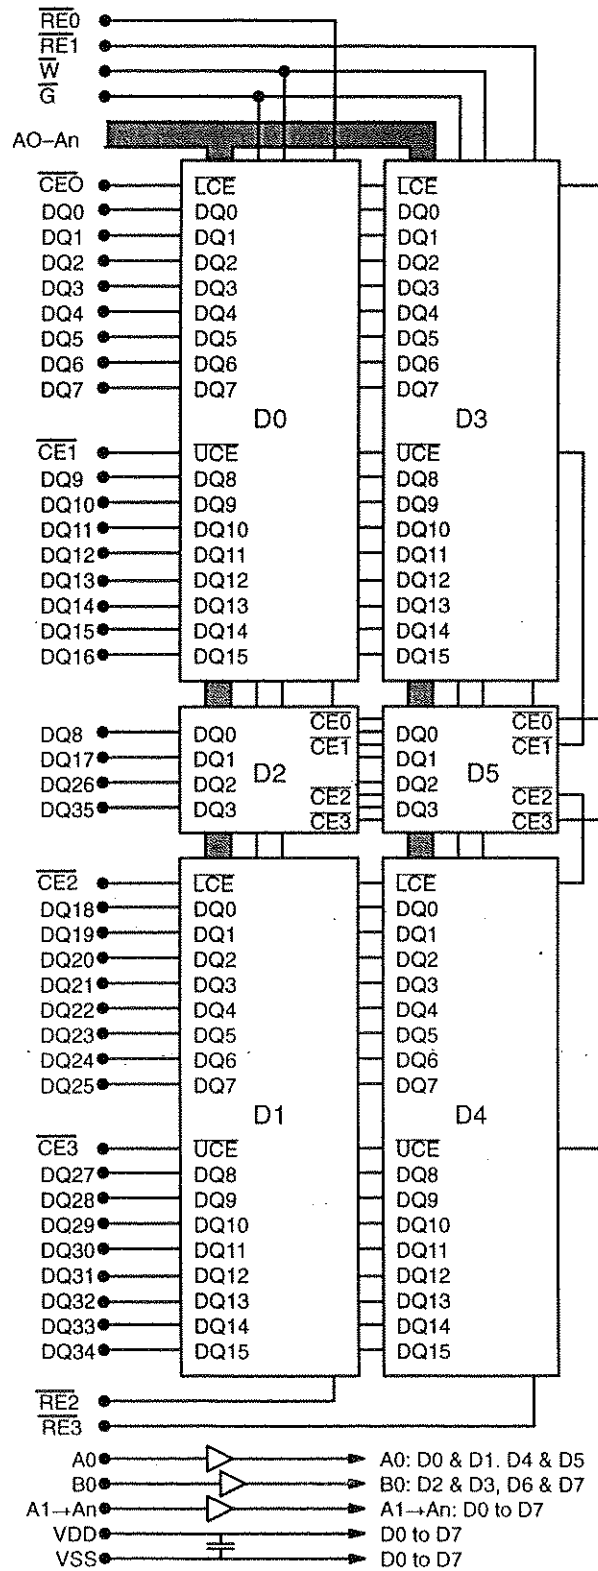 RE0
RE1
W
G
AO–An
CEO LCE LCE
DQ0 DQ0 DQ0
DQ1 DQ1 DQ1
DQ2 DQ2 DQ2
DQ3 DQ3 DQ3
DQ4 DQ4 DQ4
DQ5 DQ5 DQ5
DQ6 DQ6 DQ6
DQ7 DQ7 DQ7
D0 D3
CE1 UCE UCE
DQ9 DQ8 DQ8
DQ10 DQ9 DQ9
DQ11 DQ10 DQ10
DQ12 DQ11 DQ11
DQ13 DQ12 DQ12
DQ14 DQ13 DQ13
DQ15 DQ14 DQ14
DQ16 DQ15 DQ15
CE0 CE0
DQ8 DQ0 DQ0
CE1 CE1
DQ17 DQ1 DQ1
D2 D5
DQ26 DQ2 DQ2
CE2 CE2
DQ35 DQ3 DQ3
CE3 CE3
CE2 LCE LCE
DQ18 DQ0 DQ0
DQ19 DQ1 DQ1
DQ20 DQ2 DQ2
DQ21 DQ3 DQ3
DQ22 DQ4 DQ4
DQ23 DQ5 DQ5
DQ24 DQ6 DQ6
DQ25 DQ7 DQ7
D1 D4
CE3 UCE UCE
DQ27 DQ8 DQ8
DQ28 DQ9 DQ9
DQ29 DQ10 DQ10
DQ30 DQ11 DQ11
DQ31 DQ12 DQ12
DQ32 DQ13 DQ13
DQ33 DQ14 DQ14
DQ34 DQ15 DQ15
RE2
RE3
A0 A0: D0 & D1. D4 & D5
B0 B0: D2 & D3, D6 & D7
A1→An A1→An: D0 to D7
VDD D0 to D7
VSS D0 to D7